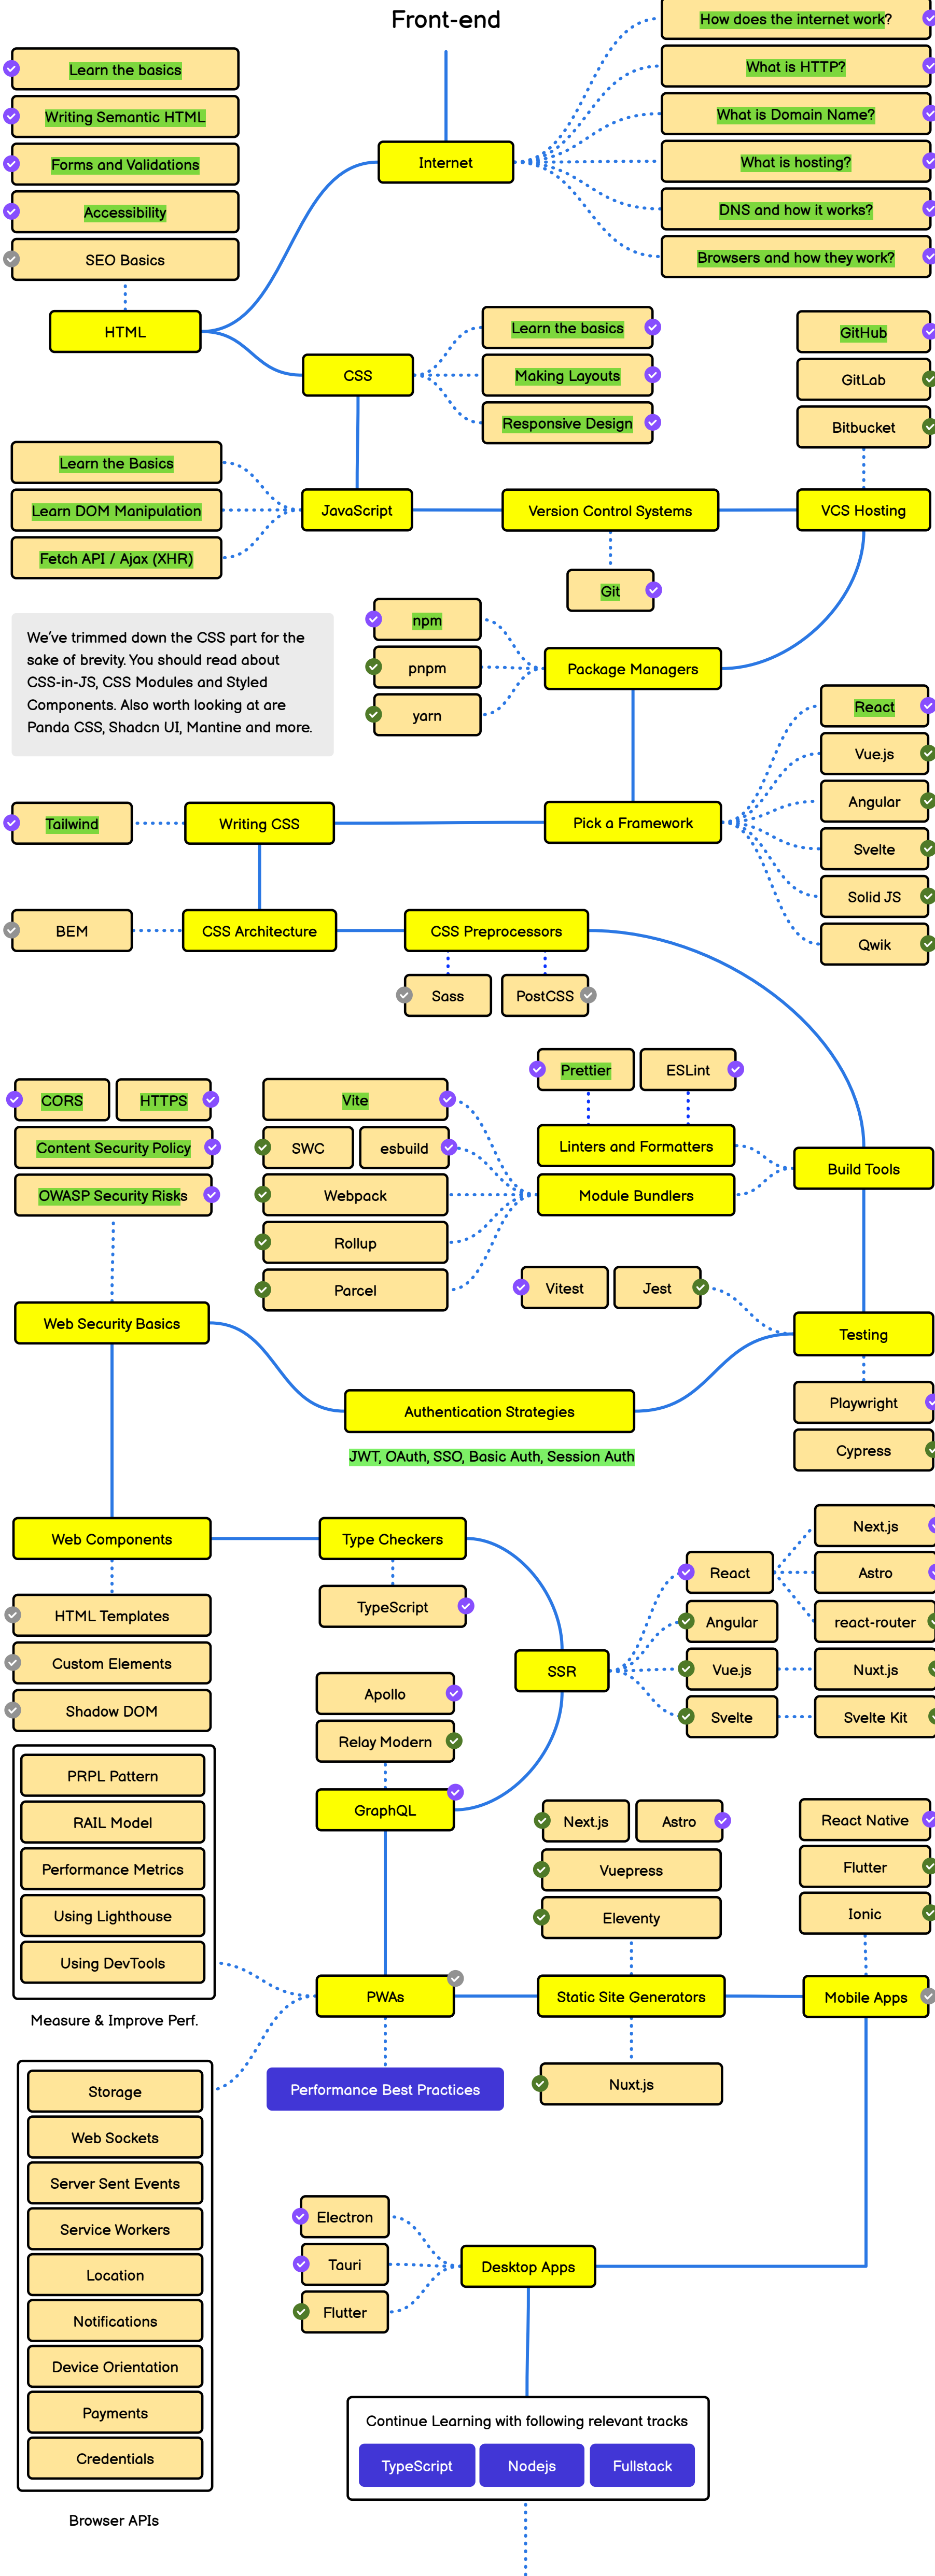 Front-end
How does the internet work?
What is HTTP?
What is Domain Name?
What is hosting?
DNS and how it works?
Browsers and how they work?
Internet
Learn the basics
Writing Semantic HTML
Forms and Validations
Accessibility
SEO Basics
HTML
CSS
Learn the basics
Making Layouts
Responsive Design
GitHub
GitLab
Bitbucket
Learn the Basics
Learn DOM Manipulation
Fetch API / Ajax (XHR)
JavaScript
Version Control Systems
VCS Hosting
Git
We've trimmed down the CSS part for the
sake of brevity. You should read about
CSS-in-JS, CSS Modules and Styled
Components. Also worth looking at are
Panda CSS, Shadcn UI, Mantine and more.
npm
pnpm
yarn
Package Managers
React
Vue.js
Angular
Svelte
Solid JS
Qwik
Tailwind
Writing CSS
Pick a Framework
BEM
CSS Architecture
CSS Preprocessors
Sass
PostCSS
Prettier
ESLint
Linters and Formatters
Module Bundlers
Build Tools
CORS
HTTPS
Content Security Policy
OWASP Security Risks
Vite
SWC
esbuild
Webpack
Rollup
Parcel
Vitest
Jest
Web Security Basics
Testing
Playwright
Cypress
Authentication Strategies
JWT, OAuth, SSO, Basic Auth, Session Auth
Web Components
Type Checkers
HTML Templates
Custom Elements
Shadow DOM
TypeScript
SSR
React
Angular
Vue.js
Svelte
Next.js
Astro
react-router
Nuxt.js
Svelte Kit
Apollo
Relay Modern
GraphQL
PRPL Pattern
RAIL Model
Performance Metrics
Using Lighthouse
Using DevTools
Measure & Improve Perf.
Next.js
Astro
Vuepress
Eleventy
React Native
Flutter
Ionic
PWAs
Static Site Generators
Mobile Apps
Performance Best Practices
Nuxt.js
Storage
Web Sockets
Server Sent Events
Service Workers
Location
Notifications
Device Orientation
Payments
Credentials
Browser APIs
Electron
Tauri
Flutter
Desktop Apps
Continue Learning with following relevant tracks
TypeScript
Nodejs
Fullstack